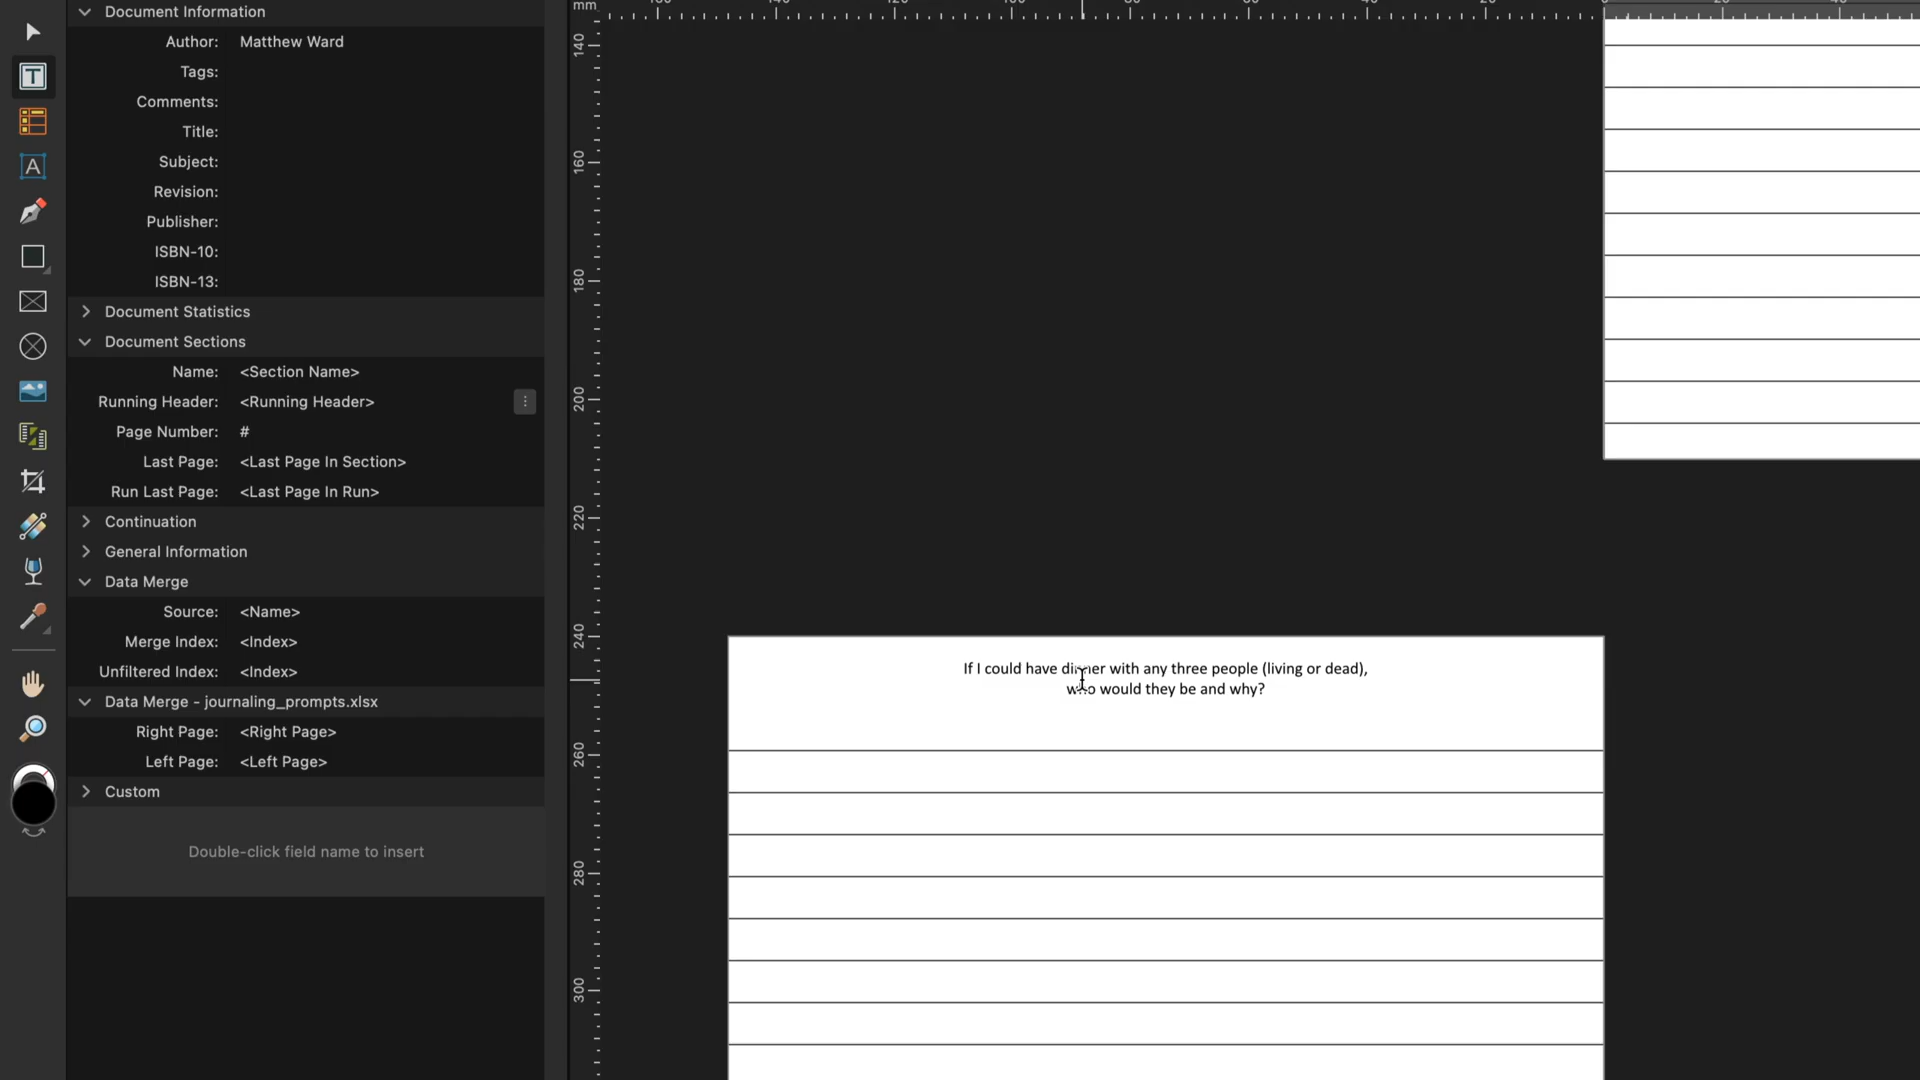 Document Information
Author: Matthew Ward
Tags:
Comments:
Title:
Subject:
Revision:
Publisher:
ISBN-10:
ISBN-13:
Document Statistics
Document Sections
Name: <Section Name>
Running Header: <Running Header>
Page Number: #
Last Page: <Last Page In Section>
Run Last Page: <Last Page In Run>
Continuation
General Information
Data Merge
Source: <Name>
Merge Index: <Index>
Unfiltered Index: <Index>
Data Merge - journaling_prompts.xlsx
Right Page: <Right Page>
Left Page: <Left Page>
Custom
Double-click field name to insert
mm
140
160
180
200
220
240
260
280
300
If I could have dinner with any three people (living or dead),
who would they be and why?